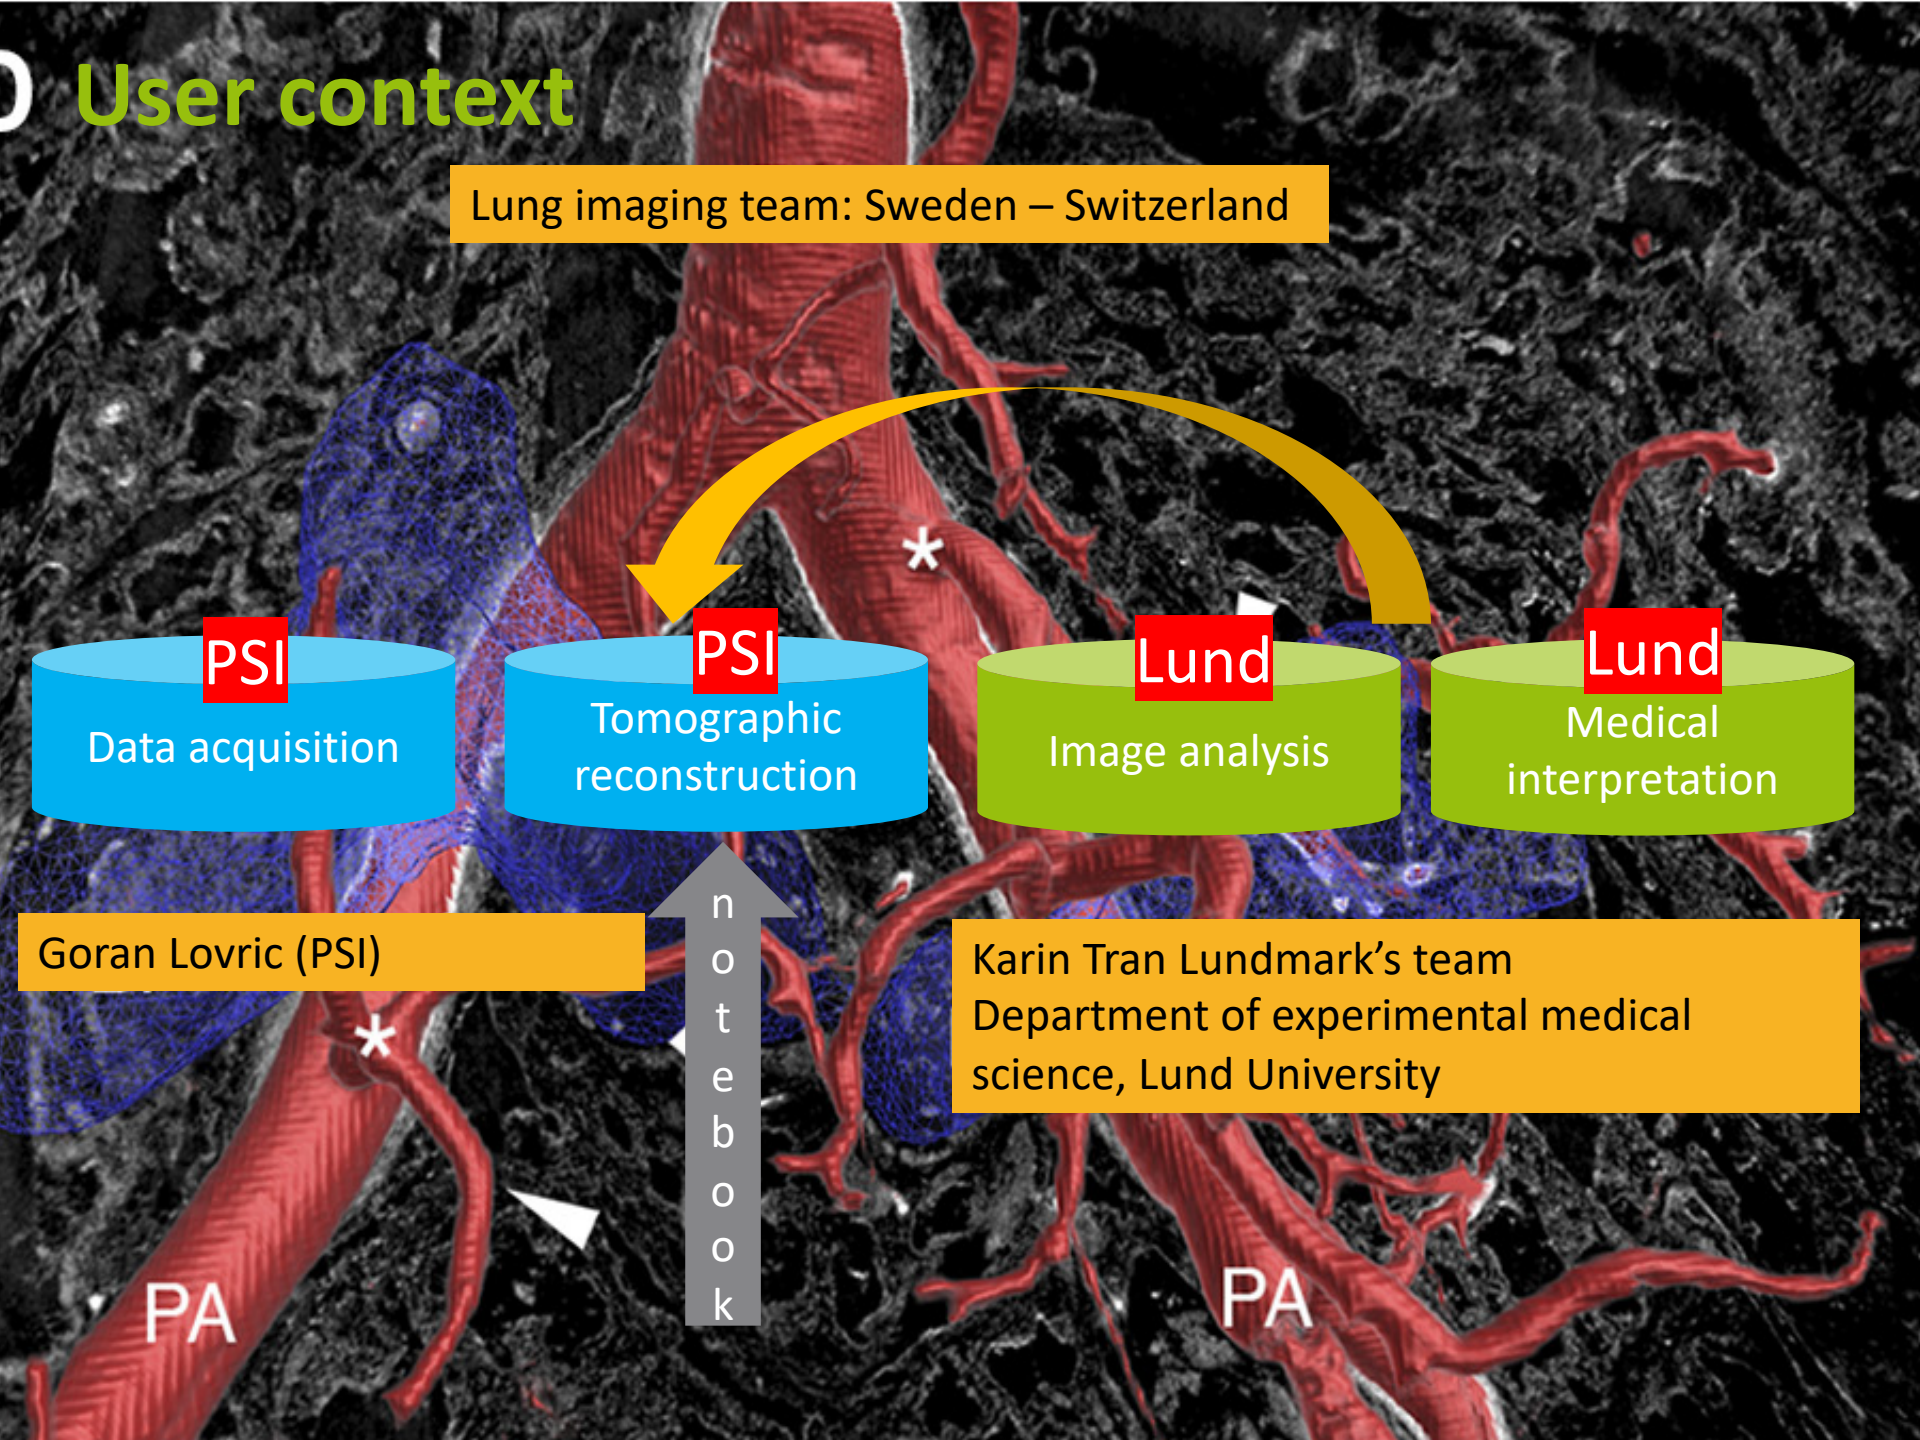 D
User context
Lung imaging team: Sweden – Switzerland
*
PSI
Data acquisition
PSI
Tomographic
reconstruction
Lund
Image analysis
Lund
Medical
interpretation
notebook
Goran Lovric (PSI)
Karin Tran Lundmark’s team
Department of experimental medical
science, Lund University
*
PA
PA